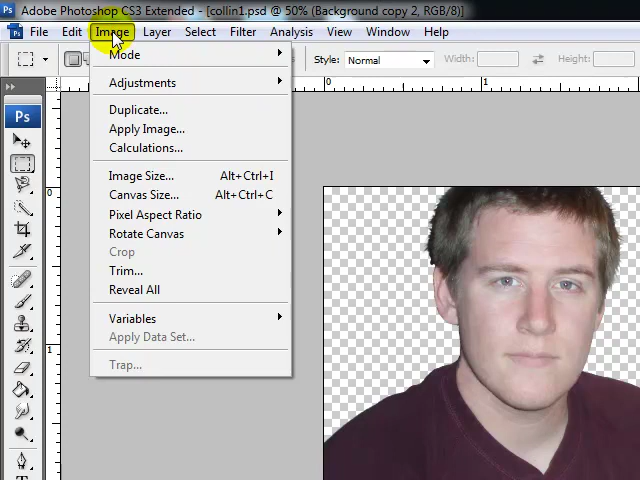 Adobe Photoshop CS3 Extended - [collin1.psd @ 50% (Background copy 2, RGB/8)]
Ps File Edit Image Layer Select Filter Analysis View Window Help
Style: Normal Width: Height:
Mode
Adjustments
Duplicate...
Apply Image...
Calculations...
Image Size... Alt+Ctrl+I
Canvas Size... Alt+Ctrl+C
Pixel Aspect Ratio
Rotate Canvas
Crop
Trim...
Reveal All
Variables
Apply Data Set...
Trap...
Ps
0 1
0
1
T